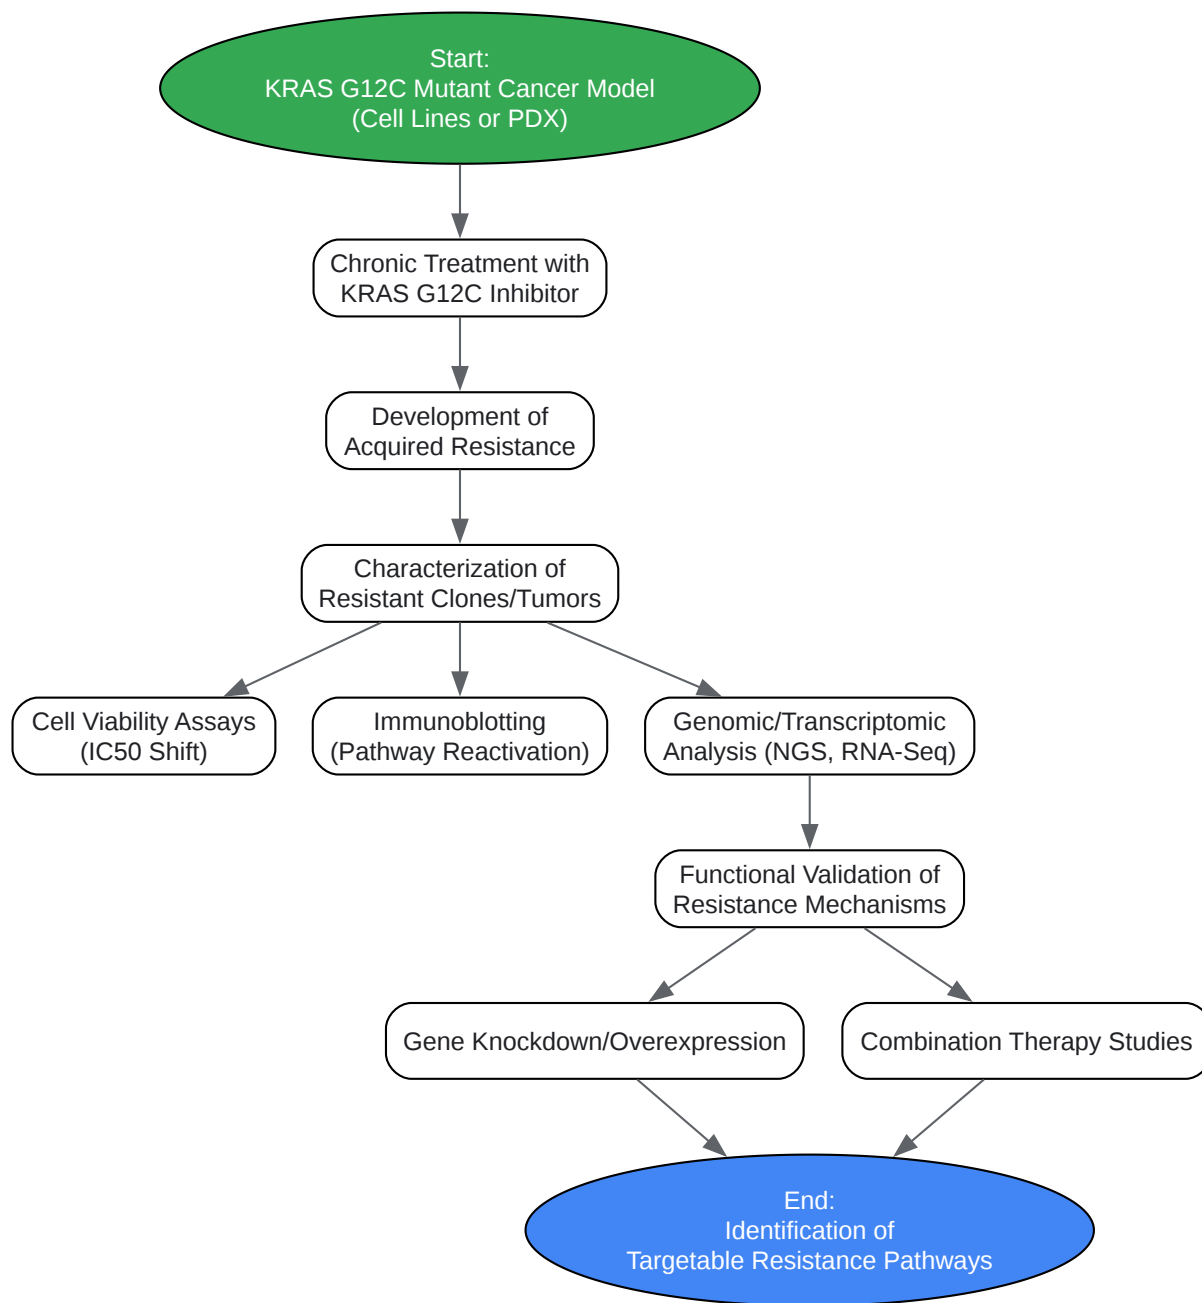 Start:
KRAS G12C Mutant Cancer Model
(Cell Lines or PDX)
Chronic Treatment with
KRAS G12C Inhibitor
Development of
Acquired Resistance
Characterization of
Resistant Clones/Tumors
Cell Viability Assays
(IC50 Shift)
Immunoblotting
(Pathway Reactivation)
Genomic/Transcriptomic
Analysis (NGS, RNA-Seq)
Functional Validation of
Resistance Mechanisms
Gene Knockdown/Overexpression
Combination Therapy Studies
End:
Identification of
Targetable Resistance Pathways